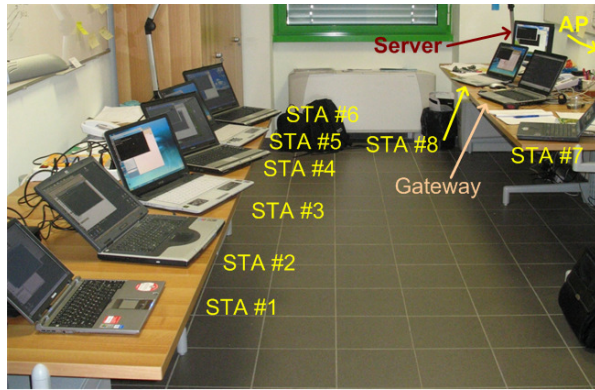 Server
AP
STA #6
STA #5
STA #8
STA #7
STA #4
Gateway
STA #3
STA #2
STA #1